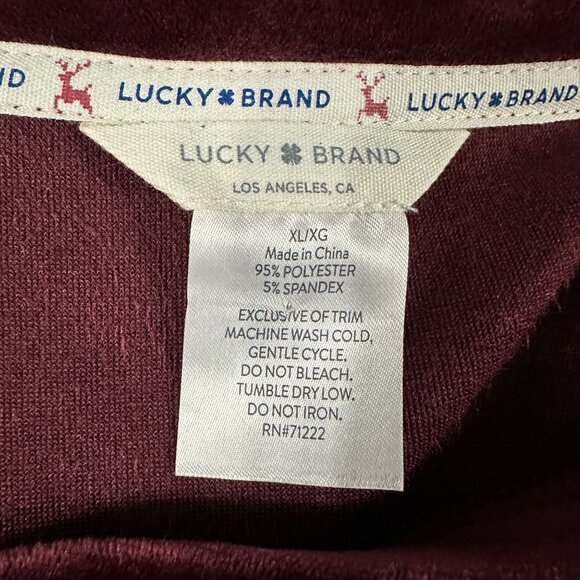 ND LUCKY BRAND LUCKY BRAND
LUCKY BRAND
LOS ANGELES, CA
XL/XG
Made in China
95% POLYESTER
5% SPANDEX
EXCLUSIVE OF TRIM
MACHINE WASH COLD,
GENTLE CYCLE.
DO NOT BLEACH.
TUMBLE DRY LOW.
DO NOT IRON.
RN#71222